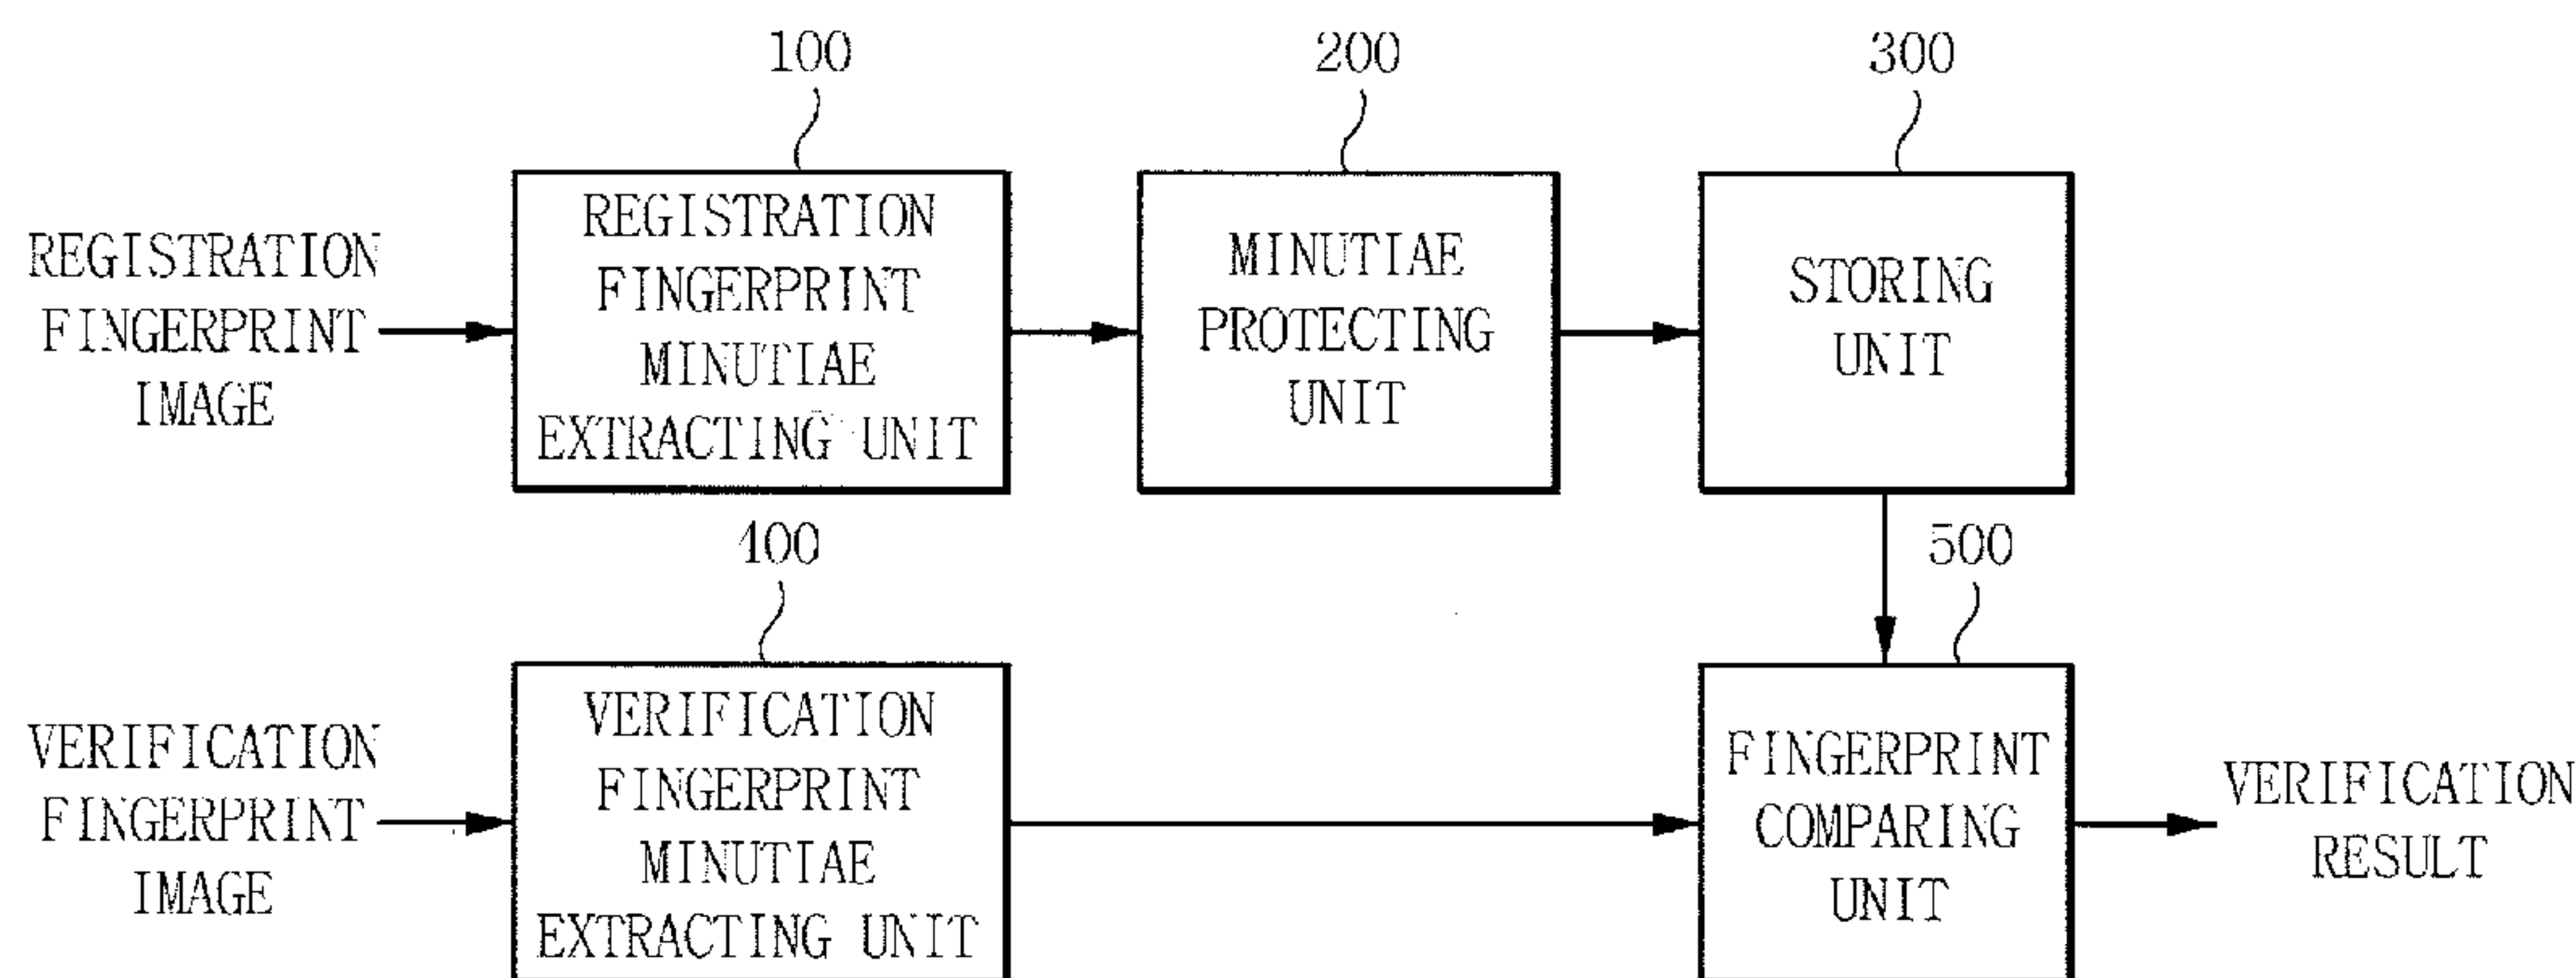 100
200
300
REGISTRATION
FINGERPRINT
IMAGE
REGISTRATION
FINGERPRINT
MINUTIAE
EXTRACTING UNIT
MINUTIAE
PROTECTING
UNIT
STORING
UNIT
400
500
VERIFICATION
FINGERPRINT
IMAGE
VERIFICATION
FINGERPRINT
MINUTIAE
EXTRACTING UNIT
FINGERPRINT
COMPARING
UNIT
VERIFICATION
RESULT